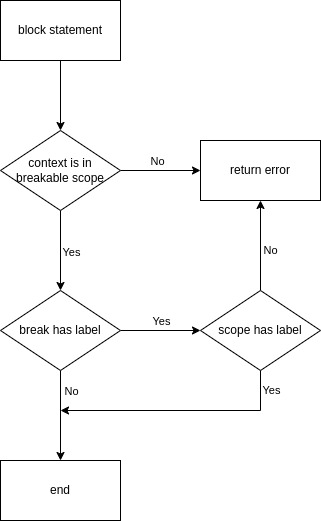 block statement
context is in
breakable scope
No
return error
Yes
No
break has label
Yes
scope has label
No
Yes
end